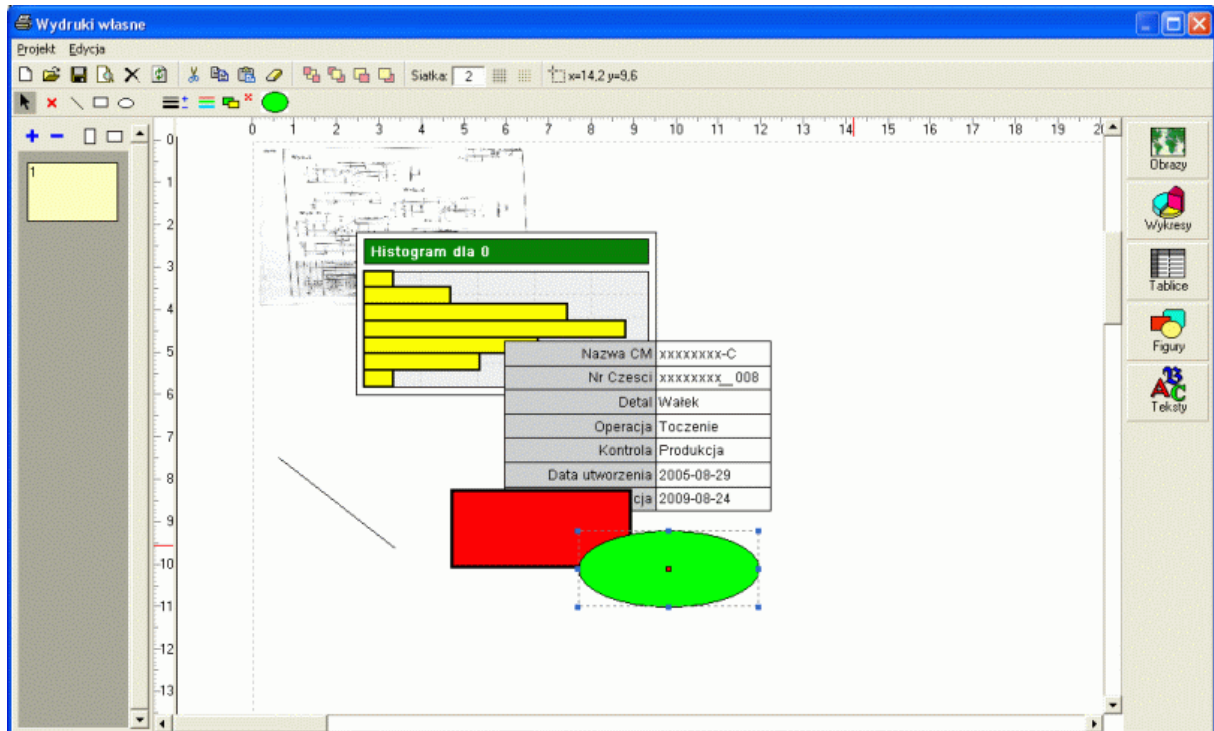 Wydruki własne
Projekt Edycja
Siatka: 2 x=14,2 y=9,6
0 1 2 3 4 5 6 7 8 9 10 11 12 13 14 15 16 17 18 19
0
1
2
3
4
5
6
7
8
9
10
11
12
13
1
Histogram dla 0
Nazwa CM xxxxxxxx-C
Nr Czesci xxxxxxxx__008
Detal Wałek
Operacja Toczenie
Kontrola Produkcja
Data utworzenia 2005-08-29
cja 2009-08-24
Obrazy
Wykresy
Tablice
Figury
Teksty